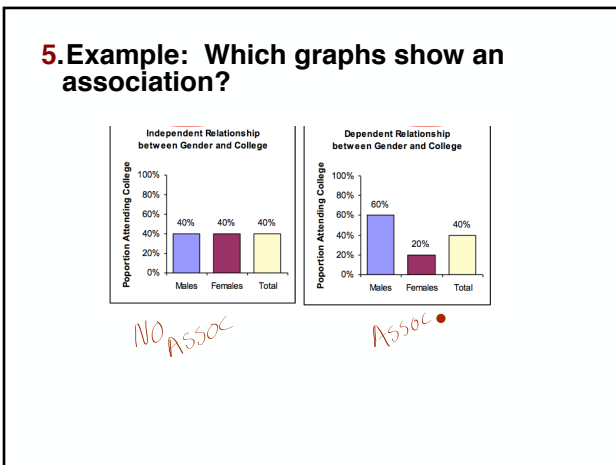 5.Example: Which graphs show an
association?
Independent Relationship
between Gender and College
Poportion Attending College
100%
80%
60%
40%
20%
0%
40% 40% 40%
Males Females Total
NO ASSOC
Dependent Relationship
between Gender and College
Poportion Attending College
100%
80%
60%
40%
20%
0%
60%
20%
40%
Males Females Total
ASSOC